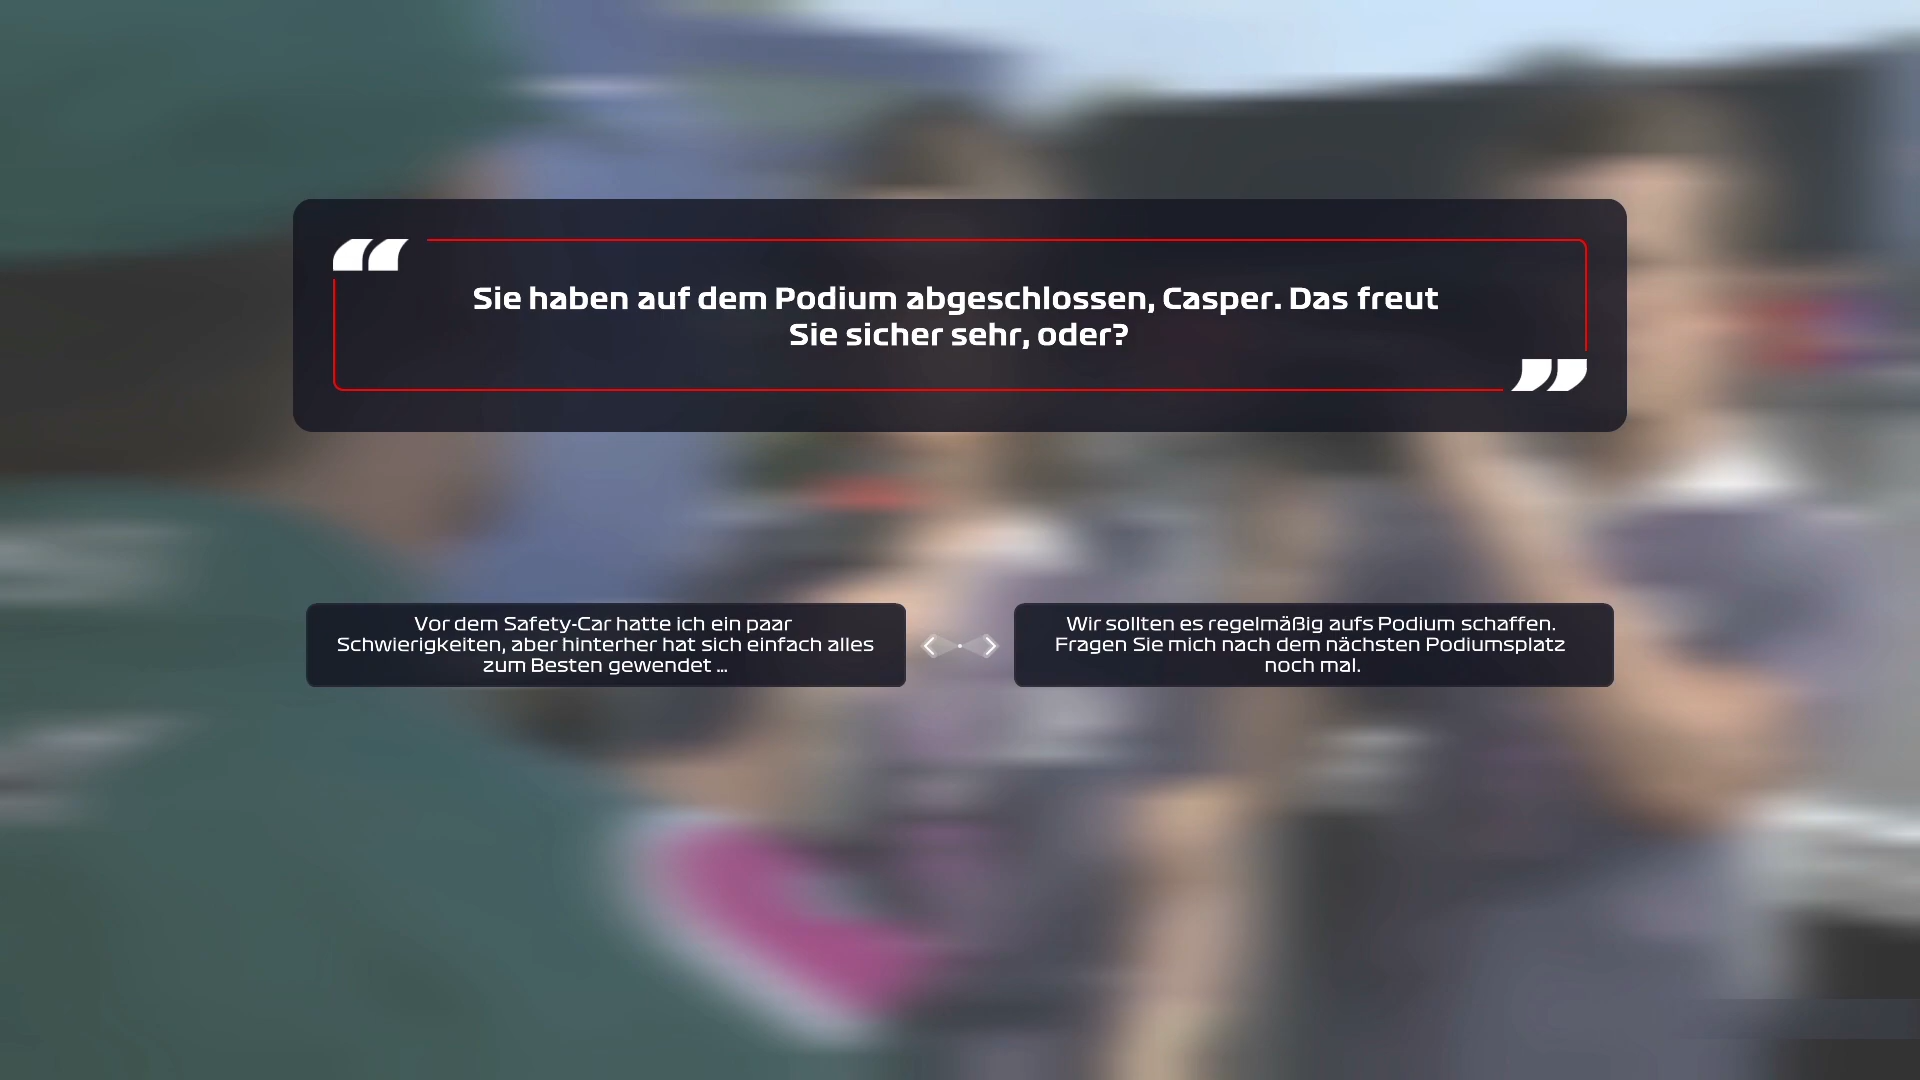 Sie haben auf dem Podium abgeschlossen, Casper. Das freut
Sie sicher sehr, oder?
Vor dem Safety-Car hatte ich ein paar
Schwierigkeiten, aber hinterher hat sich einfach alles
zum Besten gewendet ...
Wir sollten es regelmäßig aufs Podium schaffen.
Fragen Sie mich nach dem nächsten Podiumsplatz
noch mal.